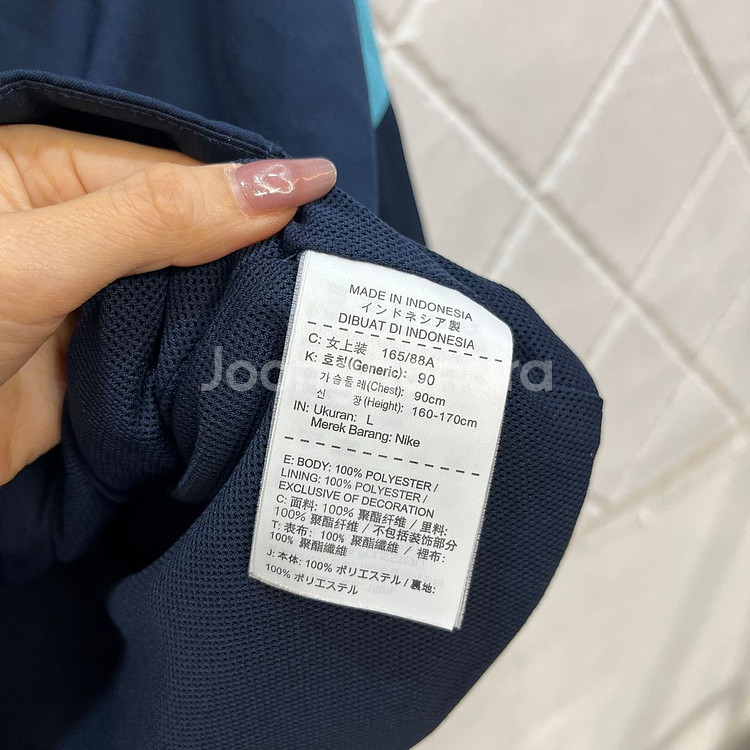 MADE IN INDONESIA
インドネシア製
DIBUAT DI INDONESIA
C: 女上装 165/88A
K: 호칭(Generic): 90
가슴둘레(Chest): 90cm
신 장(Height): 160-170cm
IN: Ukuran: L
Merek Barang: Nike
E: BODY: 100% POLYESTER /
LINING: 100% POLYESTER /
EXCLUSIVE OF DECORATION
C: 面料: 100% 聚酯纤维 / 里料:
100% 聚酯纤维 / 不包括装饰部分
T: 表布: 100% 聚酯纖維 / 裡布:
100% 聚酯纖維
J: 本体: 100% ポリエステル / 裏地:
100% ポリエステル